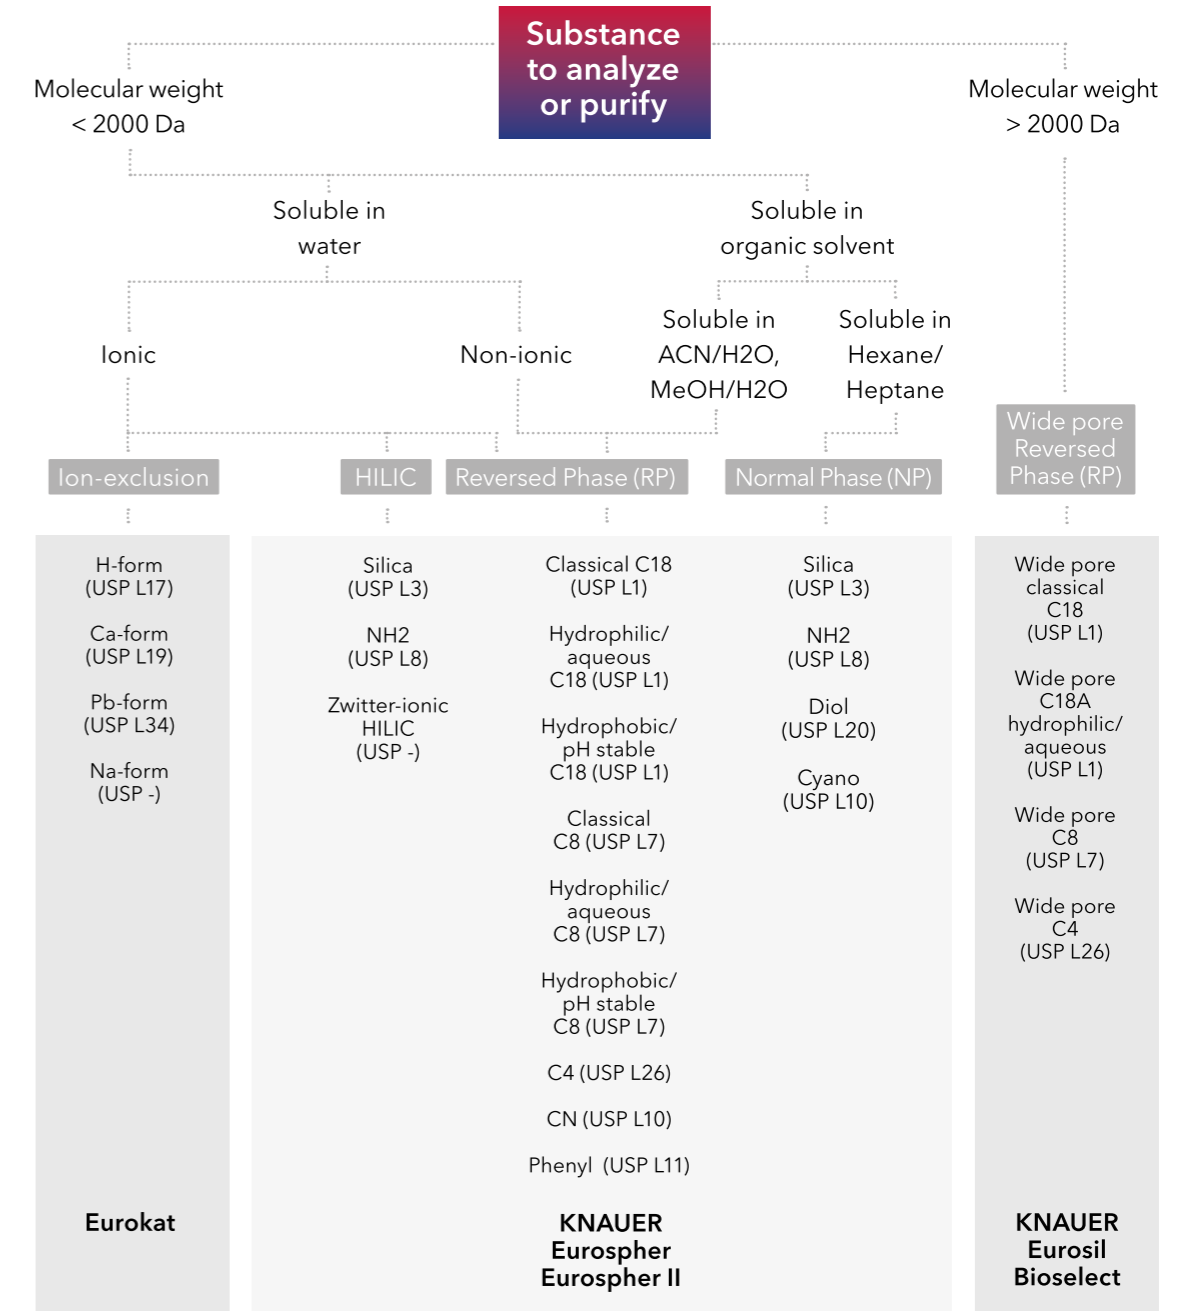 Substance
to analyze
or purify
Molecular weight
< 2000 Da
Molecular weight
> 2000 Da
Soluble in
water
Soluble in
organic solvent
Ionic
Non-ionic
Soluble in
ACN/H2O,
MeOH/H2O
Soluble in
Hexane/
Heptane
Ion-exclusion
HILIC
Reversed Phase (RP)
Normal Phase (NP)
Wide pore
Reversed
Phase (RP)
H-form
(USP L17)
Ca-form
(USP L19)
Pb-form
(USP L34)
Na-form
(USP -)
Eurokat
Silica
(USP L3)
NH2
(USP L8)
Zwitter-ionic
HILIC
(USP -)
Classical C18
(USP L1)
Hydrophilic/
aqueous
C18 (USP L1)
Hydrophobic/
pH stable
C18 (USP L1)
Classical
C8 (USP L7)
Hydrophilic/
aqueous
C8 (USP L7)
Hydrophobic/
pH stable
C8 (USP L7)
C4 (USP L26)
CN (USP L10)
Phenyl (USP L11)
Silica
(USP L3)
NH2
(USP L8)
Diol
(USP L20)
Cyano
(USP L10)
KNAUER
Eurospher
Eurospher II
Wide pore
classical
C18
(USP L1)
Wide pore
C18A
hydrophilic/
aqueous
(USP L1)
Wide pore
C8
(USP L7)
Wide pore
C4
(USP L26)
KNAUER
Eurosil
Bioselect